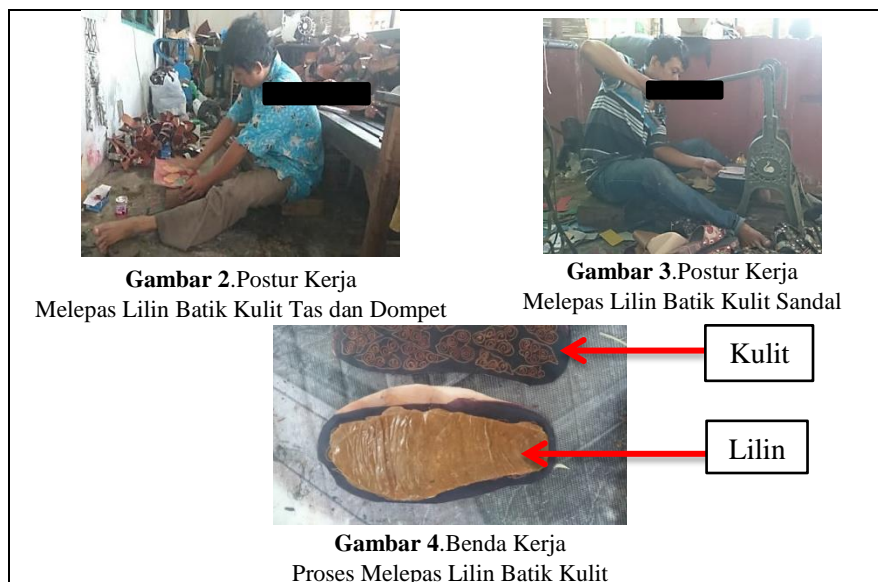 Gambar 2.Postur Kerja
Melepas Lilin Batik Kulit Tas dan Dompet
Gambar 3.Postur Kerja
Melepas Lilin Batik Kulit Sandal
Kulit
Lilin
Gambar 4.Benda Kerja
Proses Melepas Lilin Batik Kulit